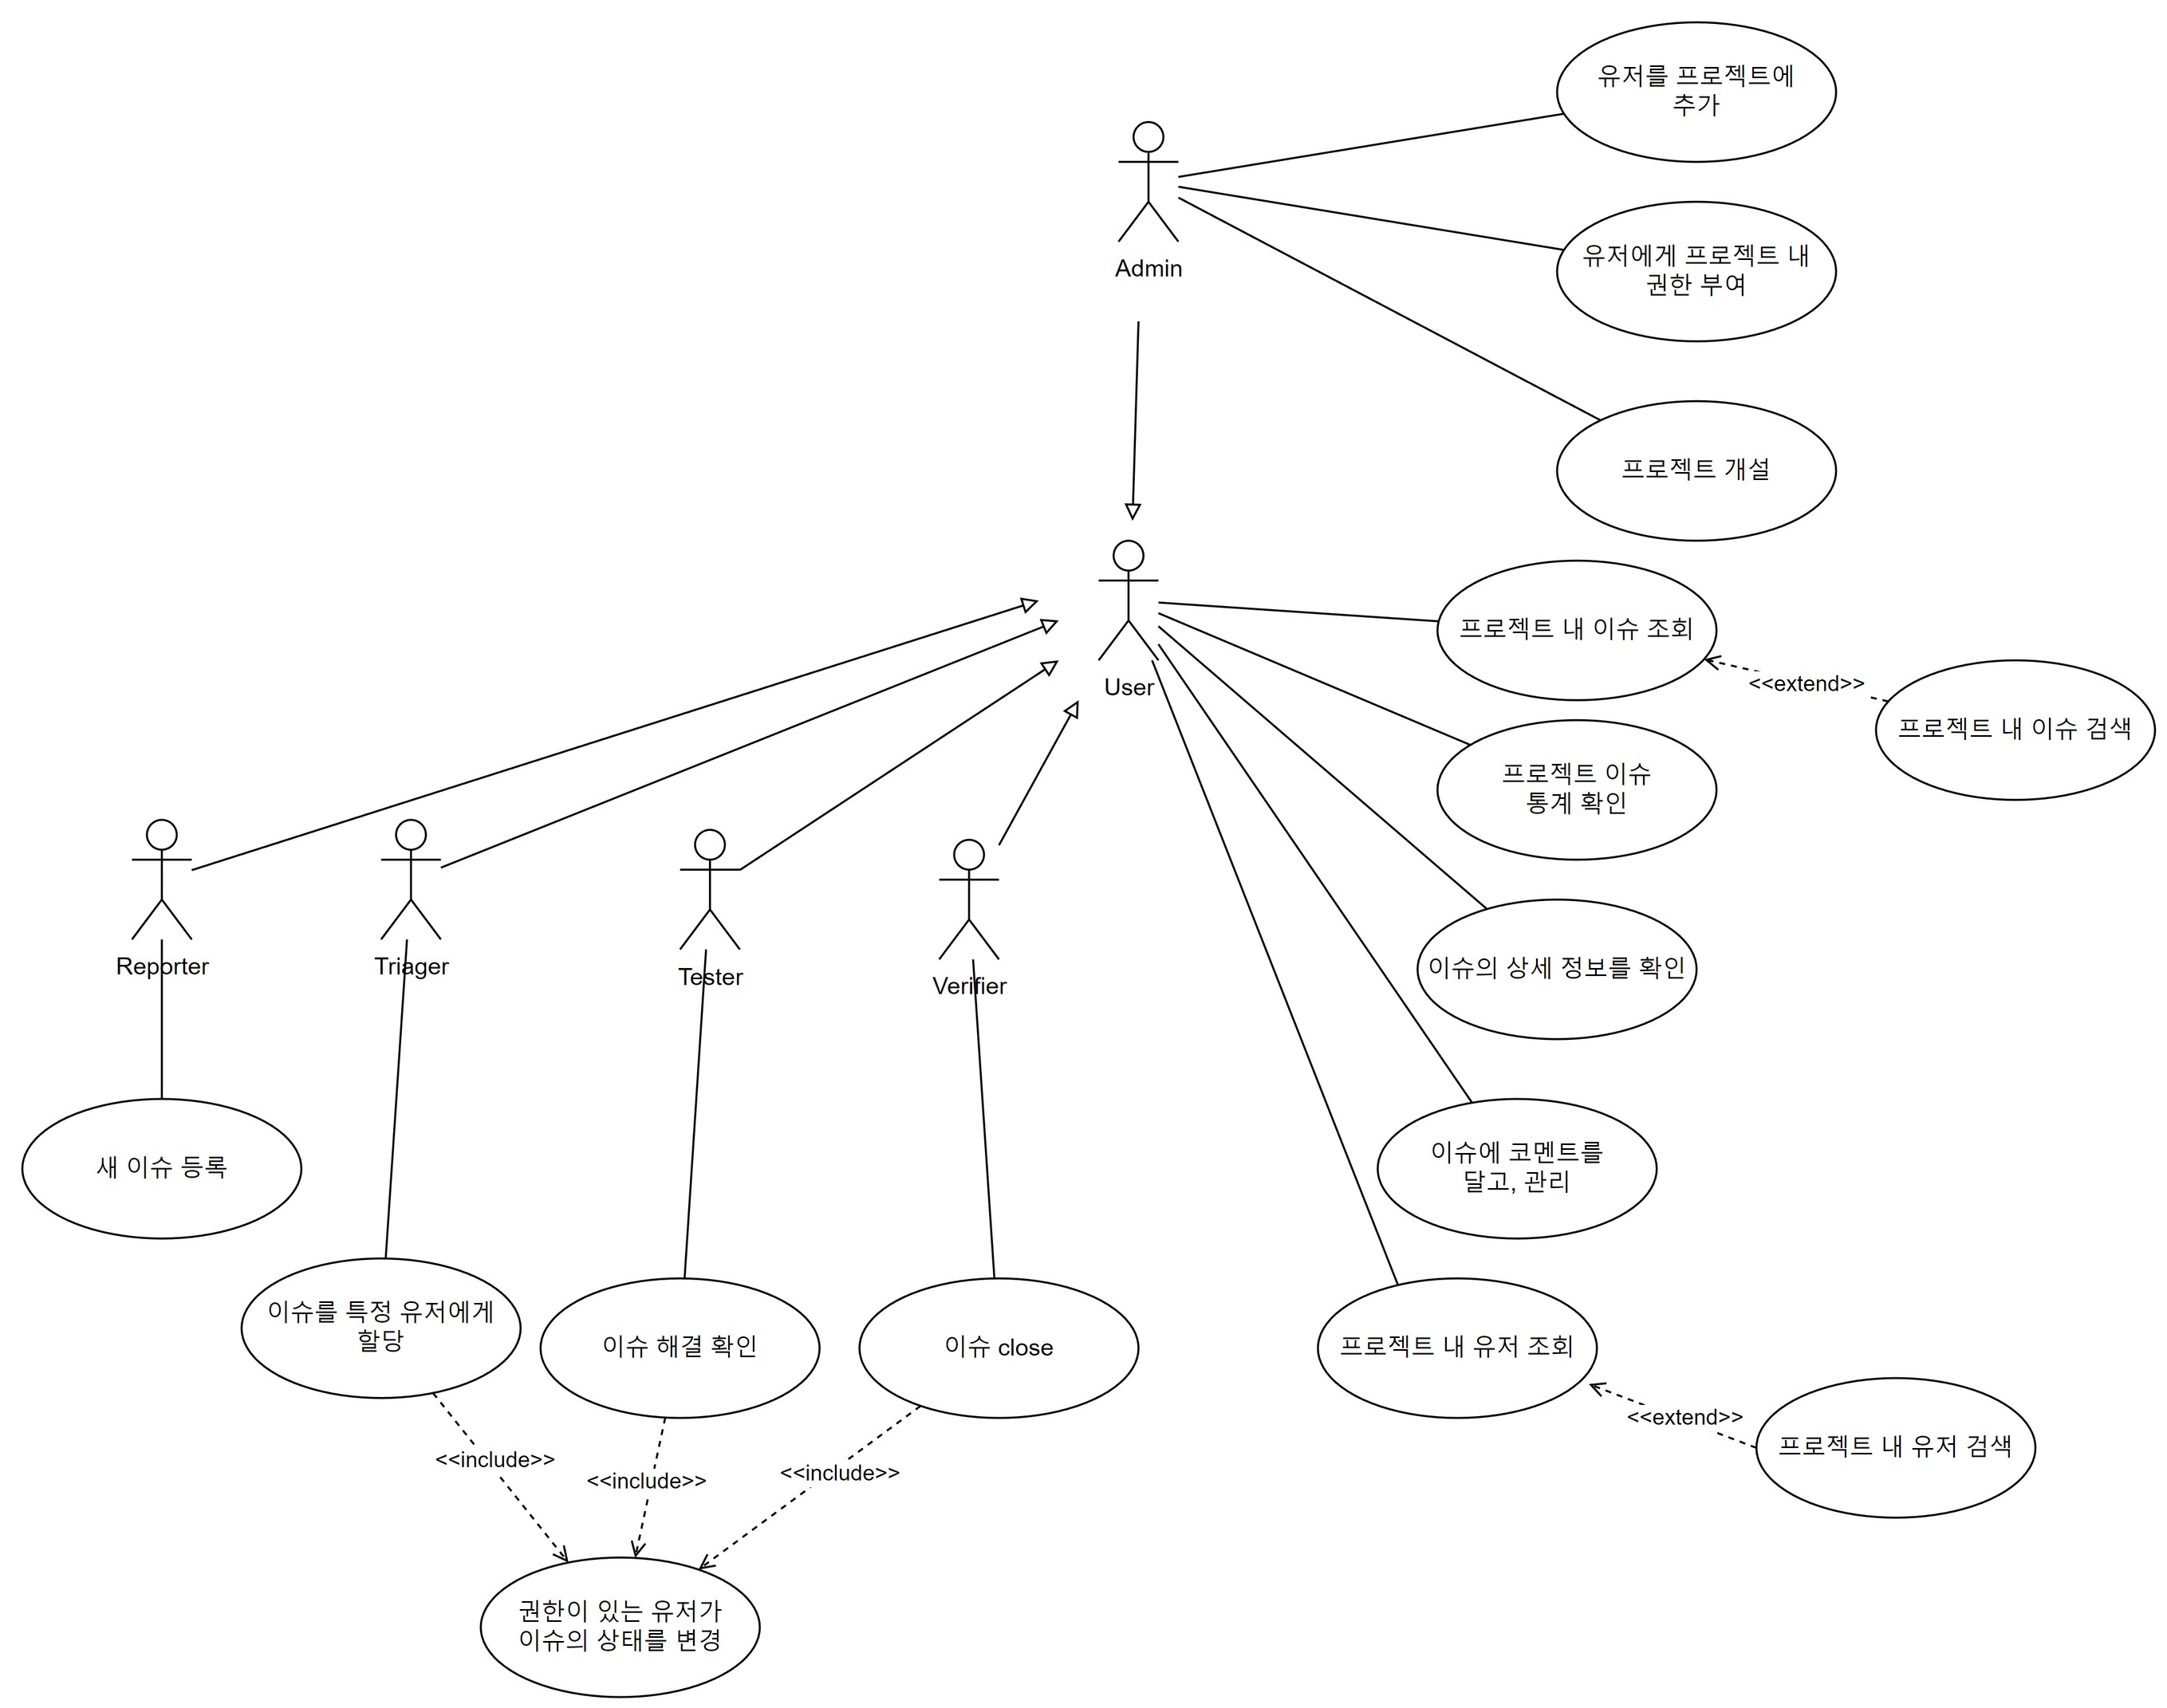 유저를 프로젝트에
추가
Admin
유저에게 프로젝트 내
권한 부여
프로젝트 개설
User
프로젝트 내 이슈 조회
<<extend>>
프로젝트 내 이슈 검색
프로젝트 이슈
통계 확인
Reporter
Triager
Tester
Verifier
이슈의 상세 정보를 확인
새 이슈 등록
이슈에 코멘트를
달고, 관리
이슈를 특정 유저에게
할당
이슈 해결 확인
이슈 close
프로젝트 내 유저 조회
<<extend>>
프로젝트 내 유저 검색
<<include>>
<<include>>
<<include>>
권한이 있는 유저가
이슈의 상태를 변경